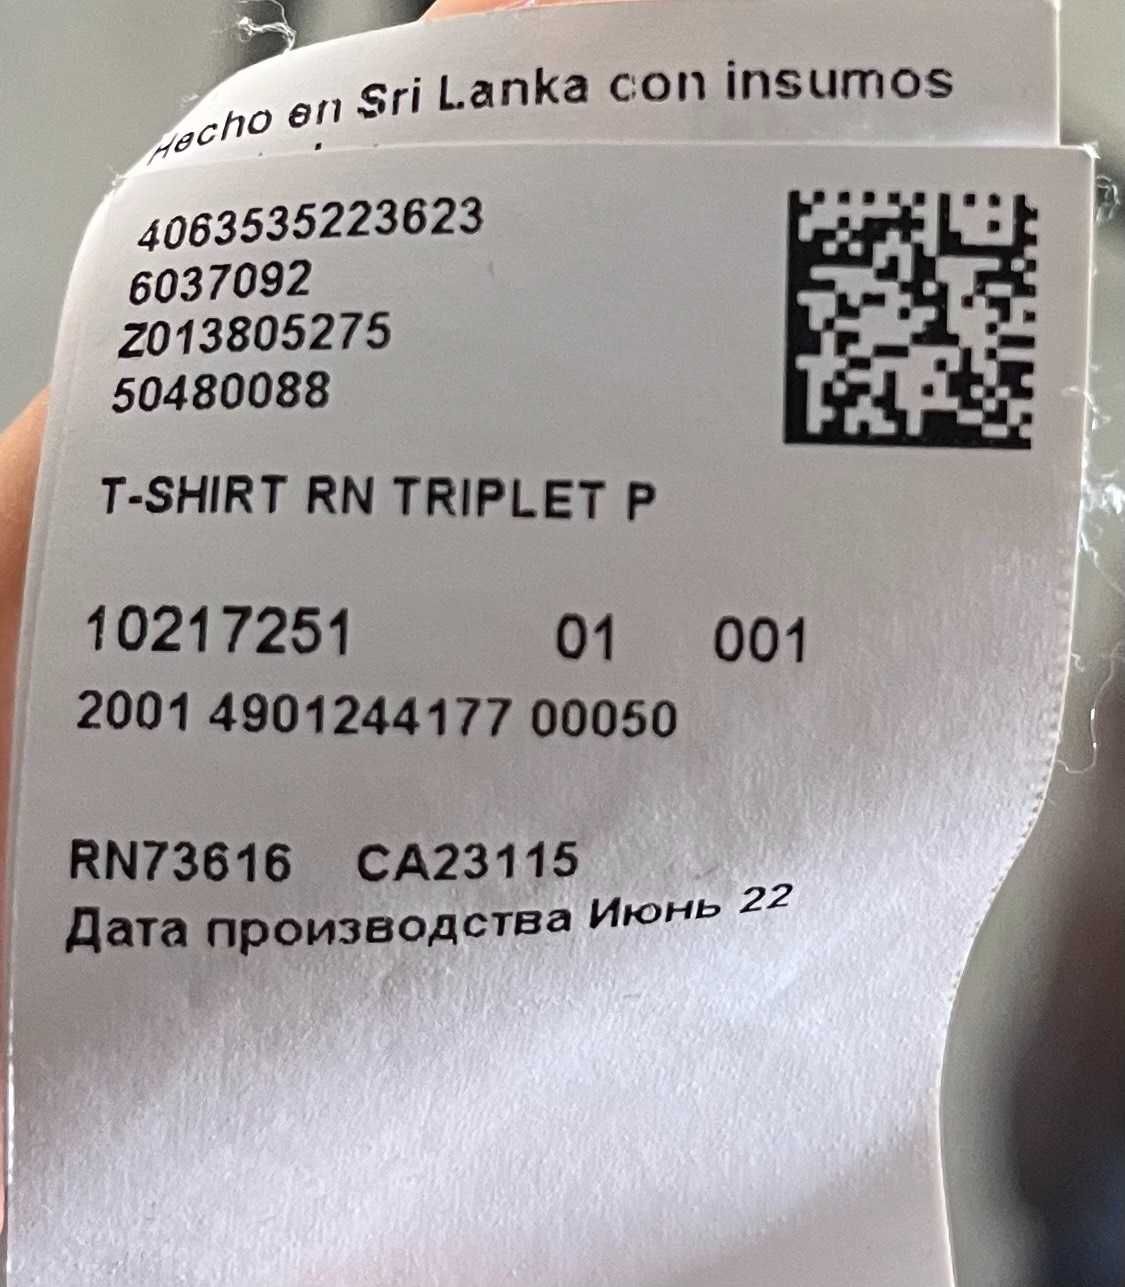 Hecho en Sri Lanka con insumos
4063535223623
6037092
Z013805275
50480088
T-SHIRT RN TRIPLET P
10217251 01 001
2001 4901244177 00050
RN73616 CA23115
Дата производства Июнь 22